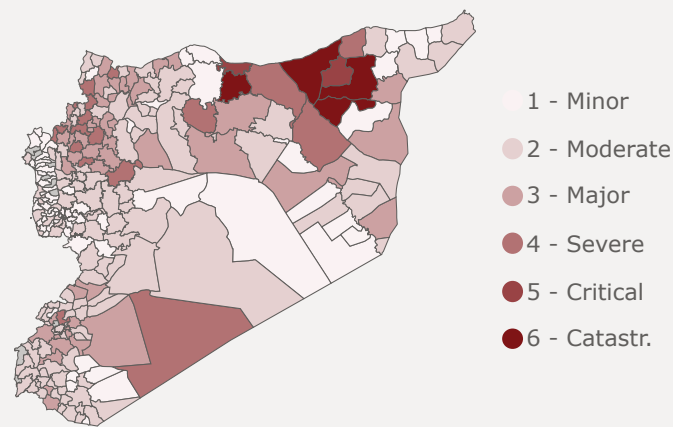 1 - Minor
2 - Moderate
3 - Major
4 - Severe
5 - Critical
6 - Catastr.